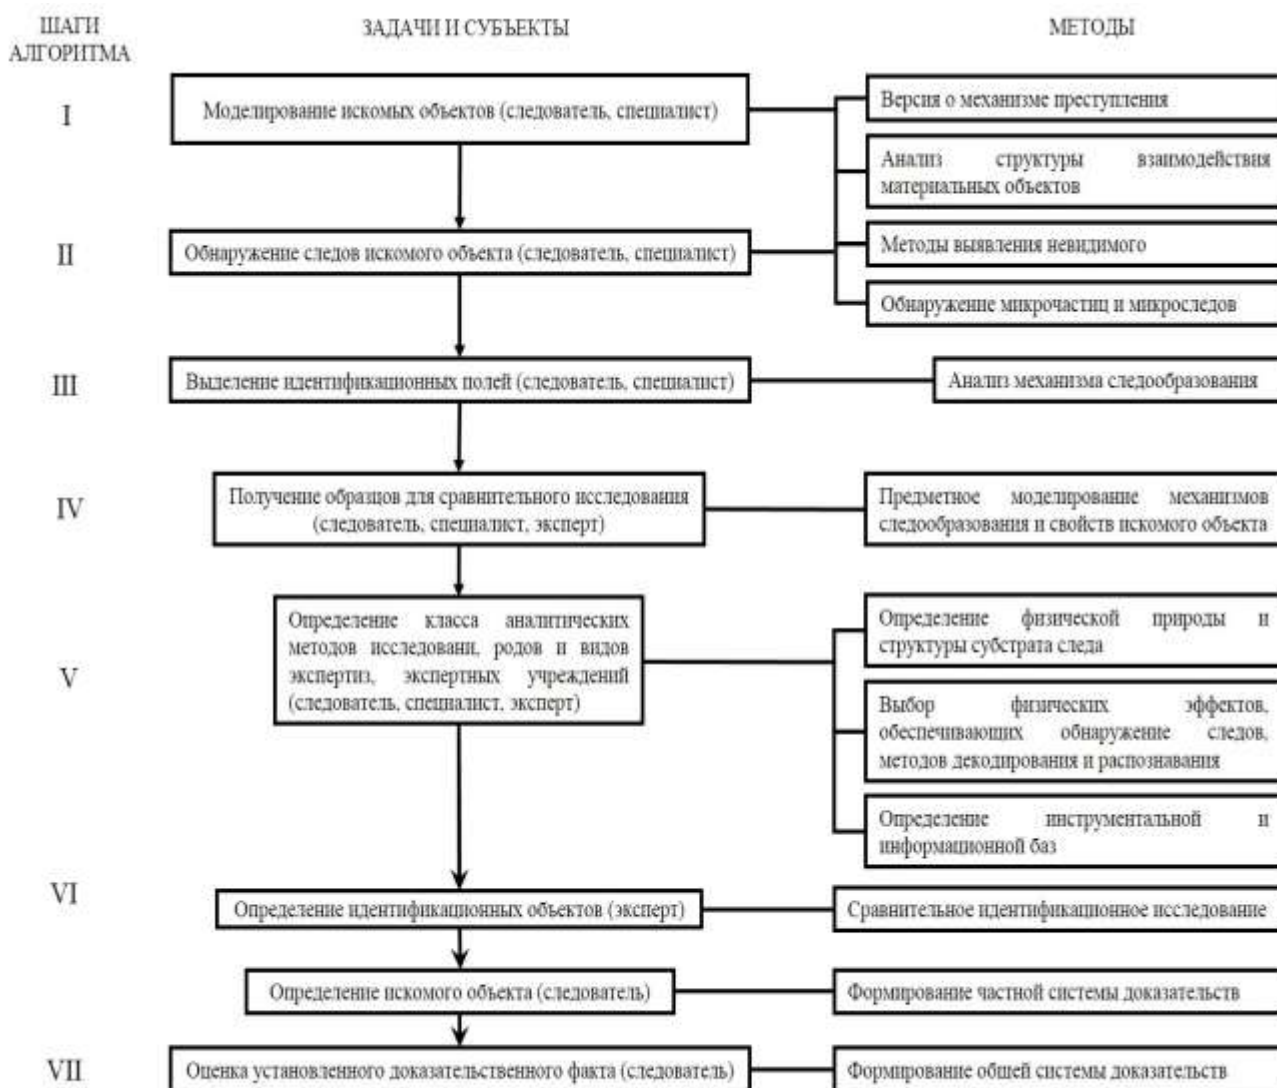 ШАГИ
АЛГОРИТМА
ЗАДАЧИ И СУБЪЕКТЫ
МЕТОДЫ
I
Моделирование искомых объектов (следователь, специалист)
Версия о механизме преступления
Анализ структуры взаимодействия
материальных объектов
II
Обнаружение следов искомого объекта (следователь, специалист)
Методы выявления невидимого
Обнаружение микрочастиц и микроследов
III
Выделение идентификационных полей (следователь, специалист)
Анализ механизма следообразования
IV
Получение образцов для сравнительного исследования
(следователь, специалист, эксперт)
Предметное моделирование механизмов
следообразования и свойств искомого объекта
V
Определение класса аналитических
методов исследовани, родов и видов
экспертиз, экспертных учреждений
(следователь, специалист, эксперт)
Определение физической природы и
структуры субстрата следа
Выбор физических эффектов,
обеспечивающих обнаружение следов,
методов декодирования и распознавания
Определение инструментальной и
информационной баз
VI
Определение идентификационных объектов (эксперт)
Сравнительное идентификационное исследование
Определение искомого объекта (следователь)
Формирование частной системы доказательств
VII
Оценка установленного доказательственного факта (следователь)
Формирование общей системы доказательств